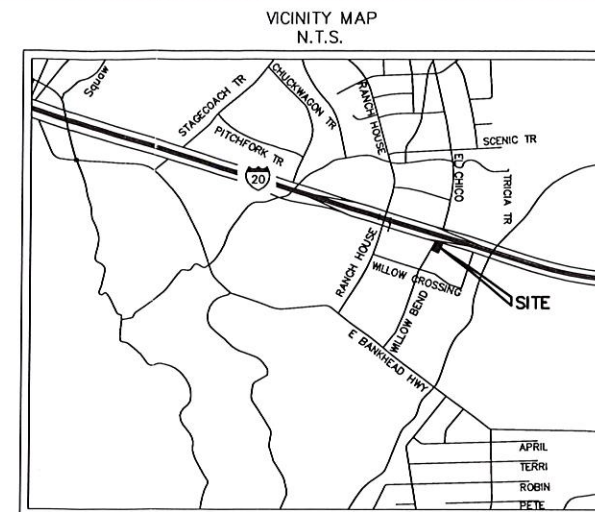 VICINITY MAP
N.T.S.
Squaw
STAGECOACH TR
CHUCKWAGON TR
PITCHFORK TR
RANCH HOUSE
SCENIC TR
EL CHICO
TRICIA TR
20
RANCH HOUSE
WILLOW CROSSING
WILLOW BEND
SITE
E BANKHEAD HWY
APRIL
TERRI
ROBIN
PETE